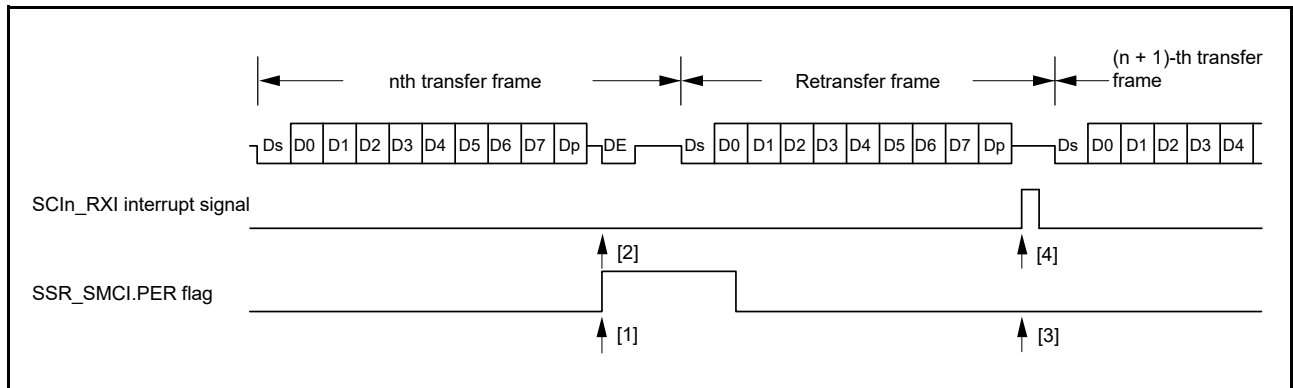 nth transfer frame
Retransfer frame
(n + 1)-th transfer
frame
Ds D0 D1 D2 D3 D4 D5 D6 D7 Dp DE Ds D0 D1 D2 D3 D4 D5 D6 D7 Dp Ds D0 D1 D2 D3 D4
SCIn_RXI interrupt signal
[2] [4]
SSR_SMCI.PER flag
[1] [3]